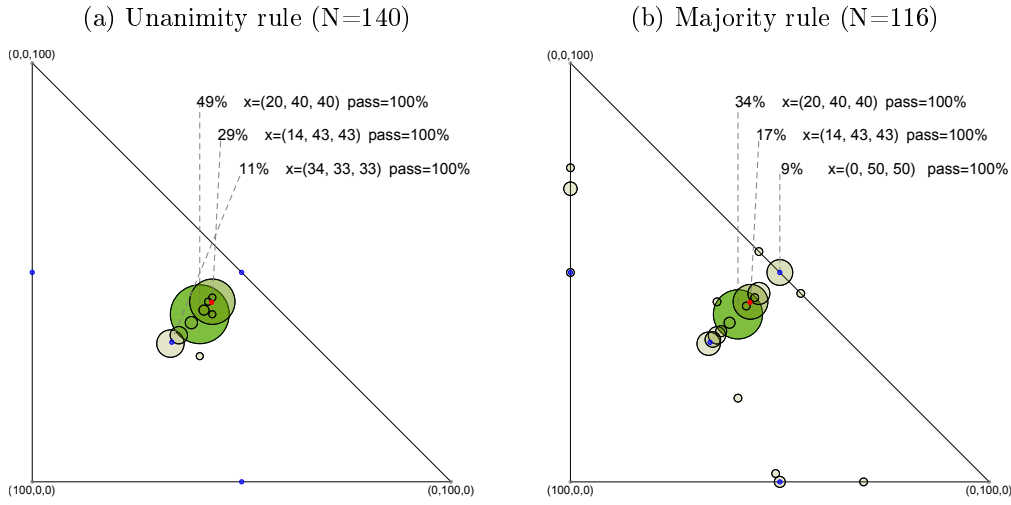 (a) Unanimity rule (N=140)
(0,0,100)
49% x=(20, 40, 40) pass=100%
29% x=(14, 43, 43) pass=100%
11% x=(34, 33, 33) pass=100%
(100,0,0)
(0,100,0)
(b) Majority rule (N=116)
(0,0,100)
34% x=(20, 40, 40) pass=100%
17% x=(14, 43, 43) pass=100%
9% x=(0, 50, 50) pass=100%
(100,0,0)
(0,100,0)